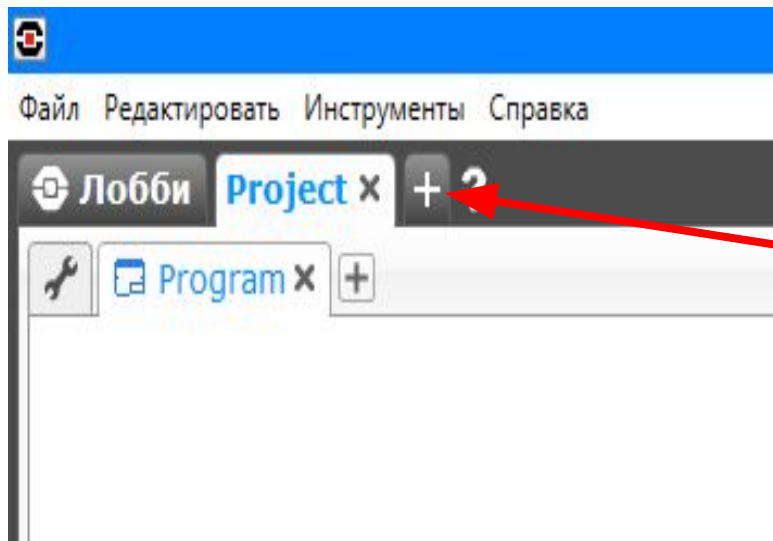 Файл Редактировать Инструменты Справка
Лобби Project × + ?
Program × +